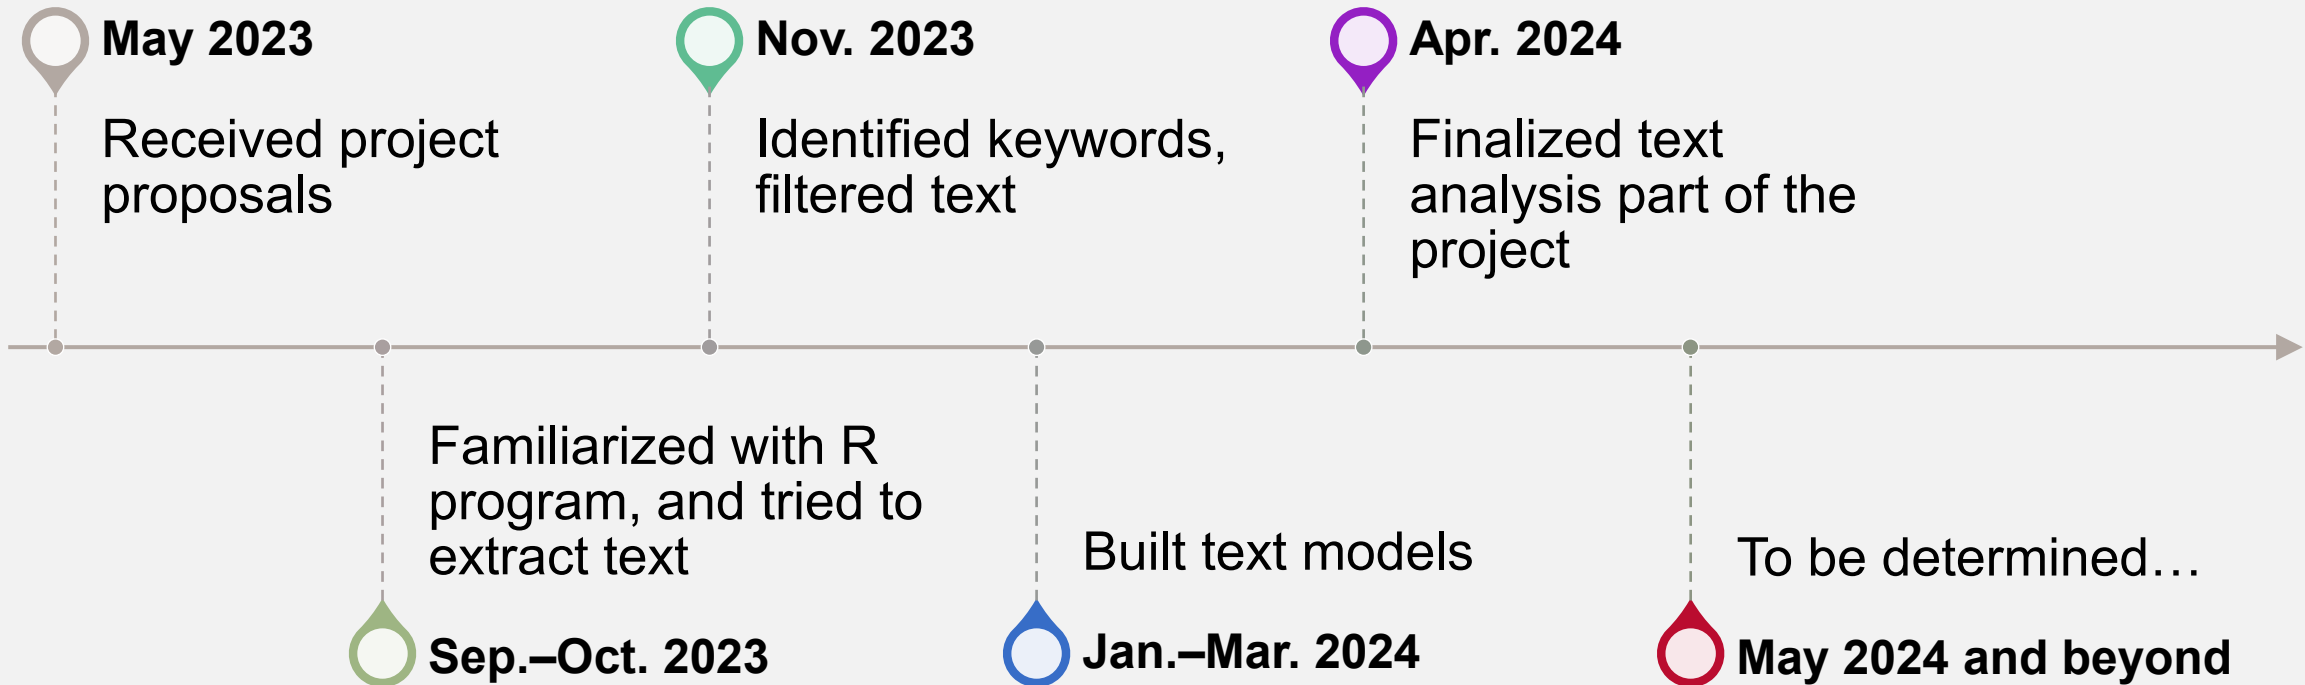 May 2023
Received project
proposals
Sep.–Oct. 2023
Familiarized with R
program, and tried to
extract text
Nov. 2023
Identified keywords,
filtered text
Jan.–Mar. 2024
Built text models
Apr. 2024
Finalized text
analysis part of the
project
May 2024 and beyond
To be determined…